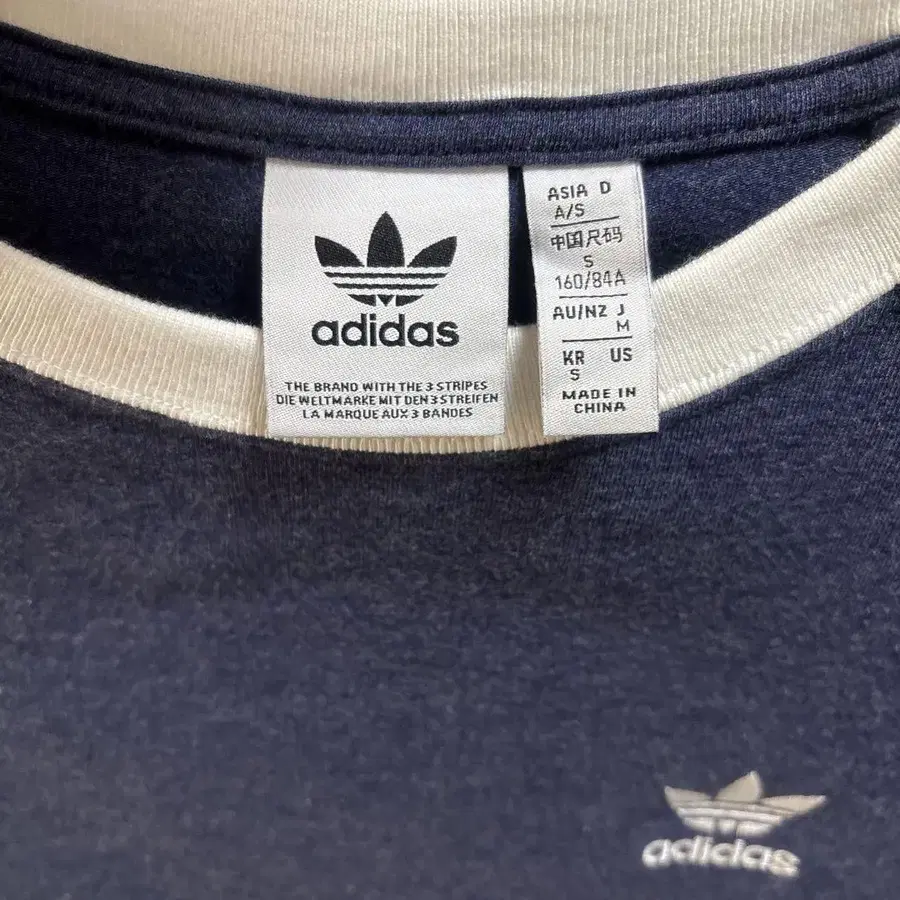 adidas
THE BRAND WITH THE 3 STRIPES
DIE WELTMARKE MIT DEN 3 STREIFEN
LA MARQUE AUX 3 BANDES
ASIA D
A/S
中国尺码
S
160/84A
AU/NZ J
M
KR US
S
MADE IN
CHINA
adidas